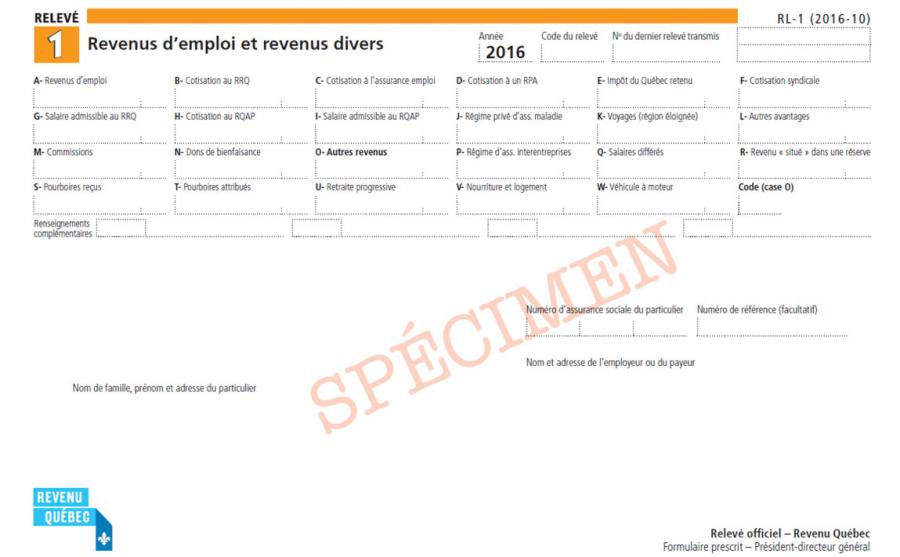 RELEVÉ
RL-1 (2016-10)
1
Revenus d'emploi et revenus divers
Année
Code du relevé
Nº du dernier relevé transmis
2016
A- Revenus d'emploi
B- Cotisation au RRQ
C- Cotisation à l'assurance emploi
D- Cotisation à un RPA
E- Impôt du Québec retenu
F- Cotisation syndicale
G- Salaire admissible au RRQ
H- Cotisation au RQAP
I- Salaire admissible au RQAP
J- Régime privé d'ass. maladie
K- Voyages (région éloignée)
L- Autres avantages
M- Commissions
N- Dons de bienfaisance
O- Autres revenus
P- Régime d'ass. interentreprises
Q- Salaires différés
R- Revenu « situé » dans une réserve
S- Pourboires reçus
T- Pourboires attribués
U- Retraite progressive
V- Nourriture et logement
W- Véhicule à moteur
Code (case O)
Renseignements
complémentaires
SPÉCIMEN
Numéro d'assurance sociale du particulier
Numéro de référence (facultatif)
Nom et adresse de l'employeur ou du payeur
Nom de famille, prénom et adresse du particulier
REVENU
QUÉBEC
Relevé officiel – Revenu Québec
Formulaire prescrit – Président-directeur général